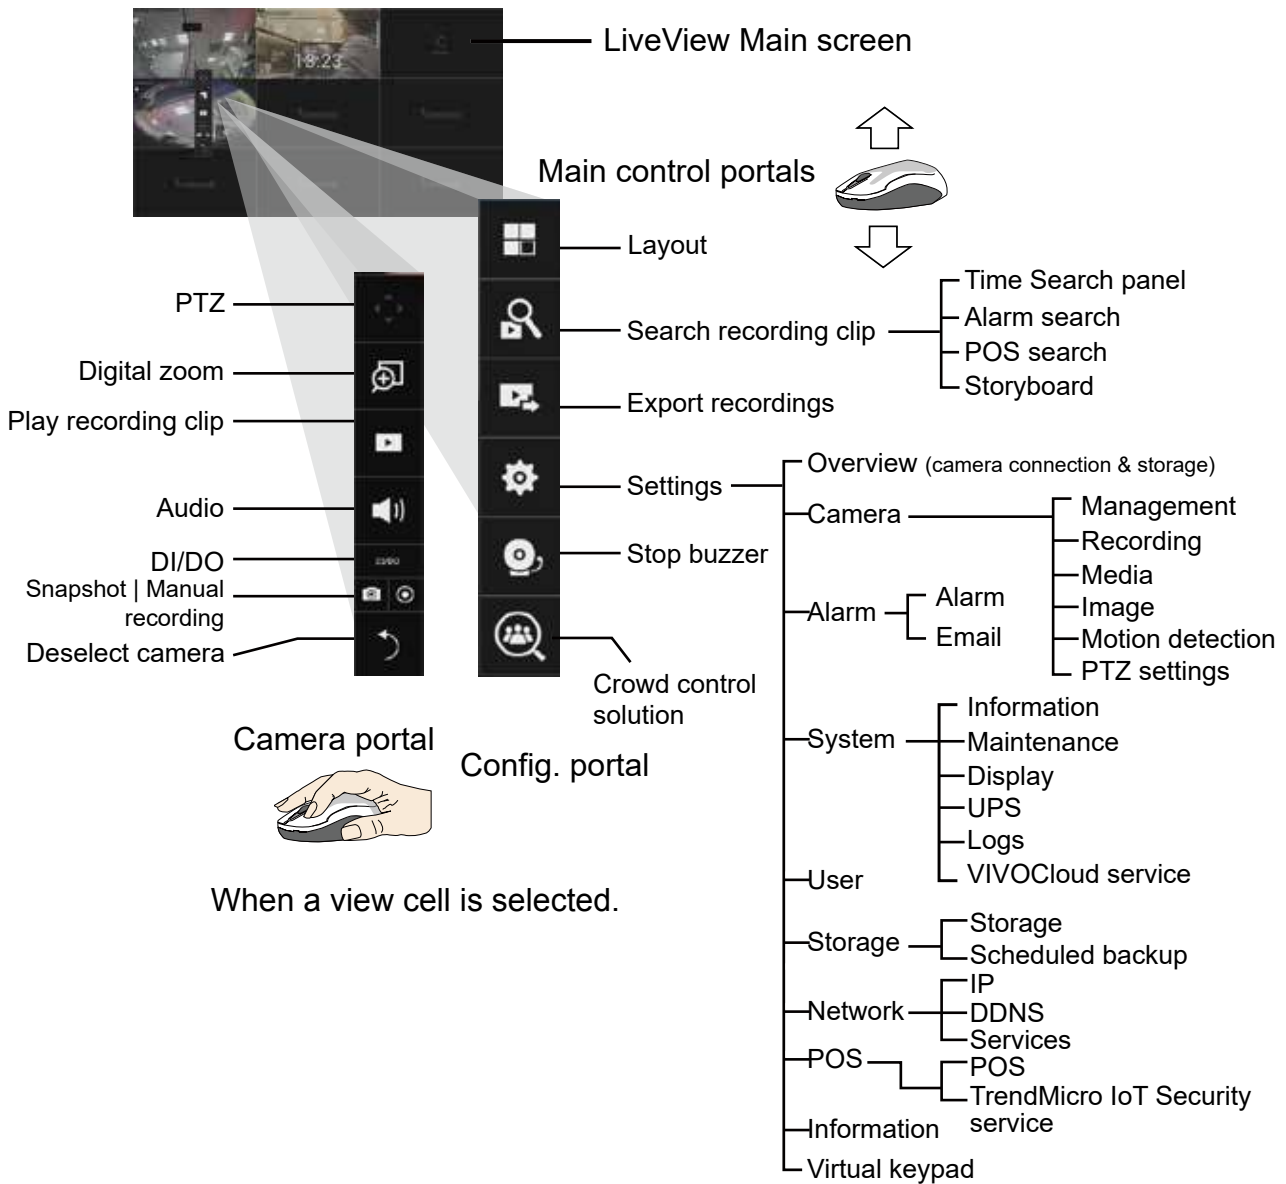 LiveView Main screen
18:23
Main control portals
Layout
Search recording clip
Time Search panel
Alarm search
POS search
Storyboard
Export recordings
Settings
Stop buzzer
Crowd control
solution
PTZ
Digital zoom
Play recording clip
Audio
DI/DO
DI/DO
Snapshot | Manual
recording
Deselect camera
Camera portal
Config. portal
When a view cell is selected.
Overview (camera connection & storage)
Camera
Management
Recording
Media
Image
Motion detection
PTZ settings
Alarm
Alarm
Email
System
Information
Maintenance
Display
UPS
Logs
VIVOCloud service
User
Storage
Storage
Scheduled backup
Network
IP
DDNS
Services
POS
POS
TrendMicro IoT Security
service
Information
Virtual keypad